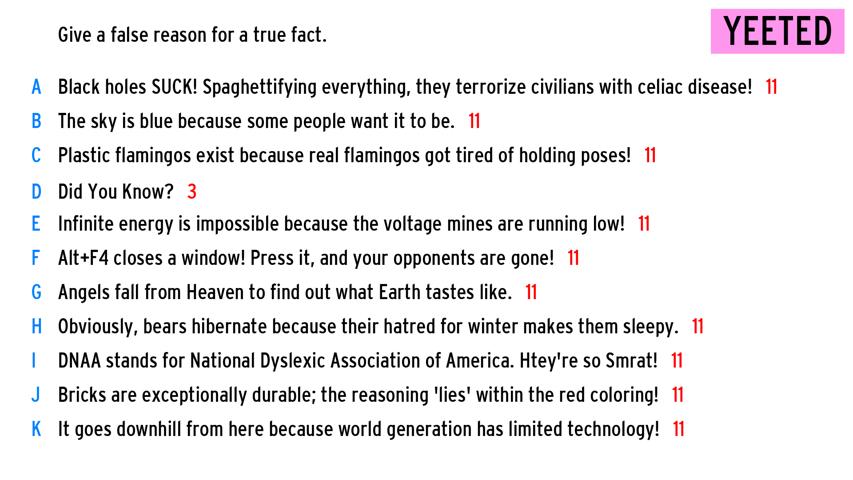 Give a false reason for a true fact.
YEETED
A Black holes SUCK! Spaghettifying everything, they terrorize civilians with celiac disease! 11
B The sky is blue because some people want it to be. 11
C Plastic flamingos exist because real flamingos got tired of holding poses! 11
D Did You Know? 3
E Infinite energy is impossible because the voltage mines are running low! 11
F Alt+F4 closes a window! Press it, and your opponents are gone! 11
G Angels fall from Heaven to find out what Earth tastes like. 11
H Obviously, bears hibernate because their hatred for winter makes them sleepy. 11
I DNAA stands for National Dyslexic Association of America. Htey're so Smrat! 11
J Bricks are exceptionally durable; the reasoning 'lies' within the red coloring! 11
K It goes downhill from here because world generation has limited technology! 11